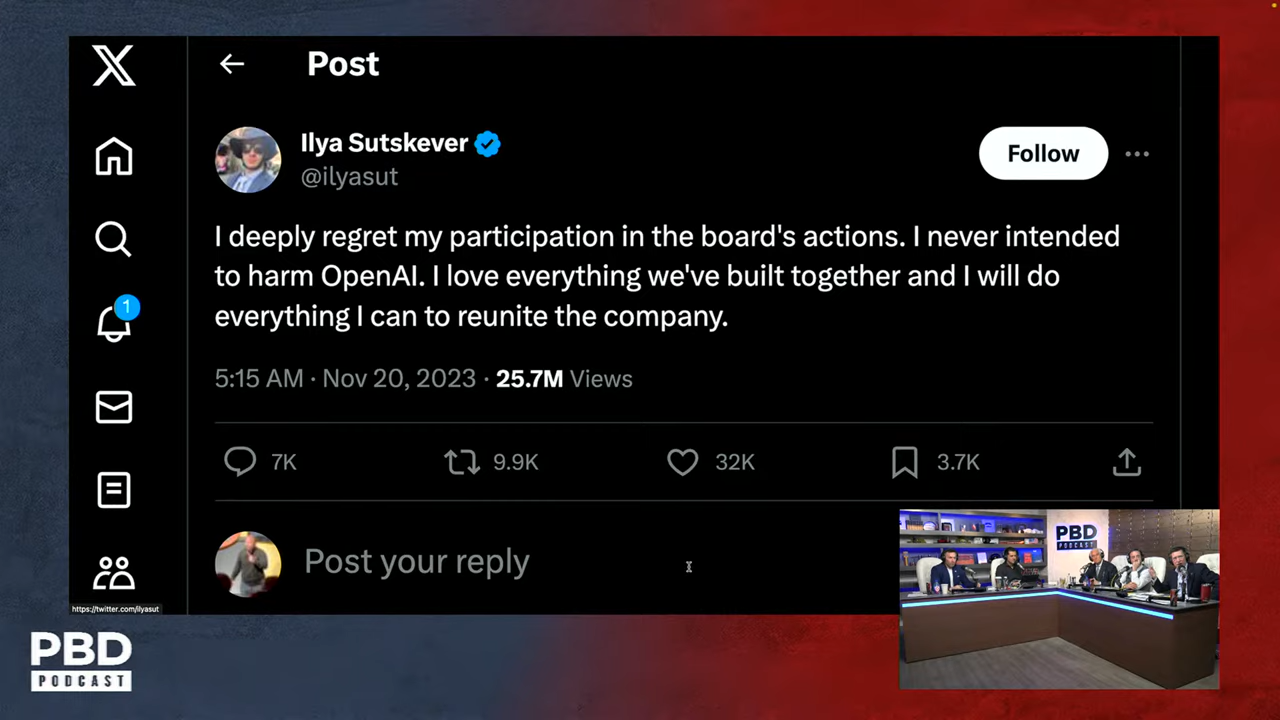 Post
Ilya Sutskever
@ilyasut
Follow
I deeply regret my participation in the board's actions. I never intended
to harm OpenAI. I love everything we've built together and I will do
everything I can to reunite the company.
5:15 AM · Nov 20, 2023 · 25.7M Views
7K
9.9K
32K
3.7K
1
Post your reply
https://twitter.com/ilyasut
PBD
PODCAST
PBD
PODCAST